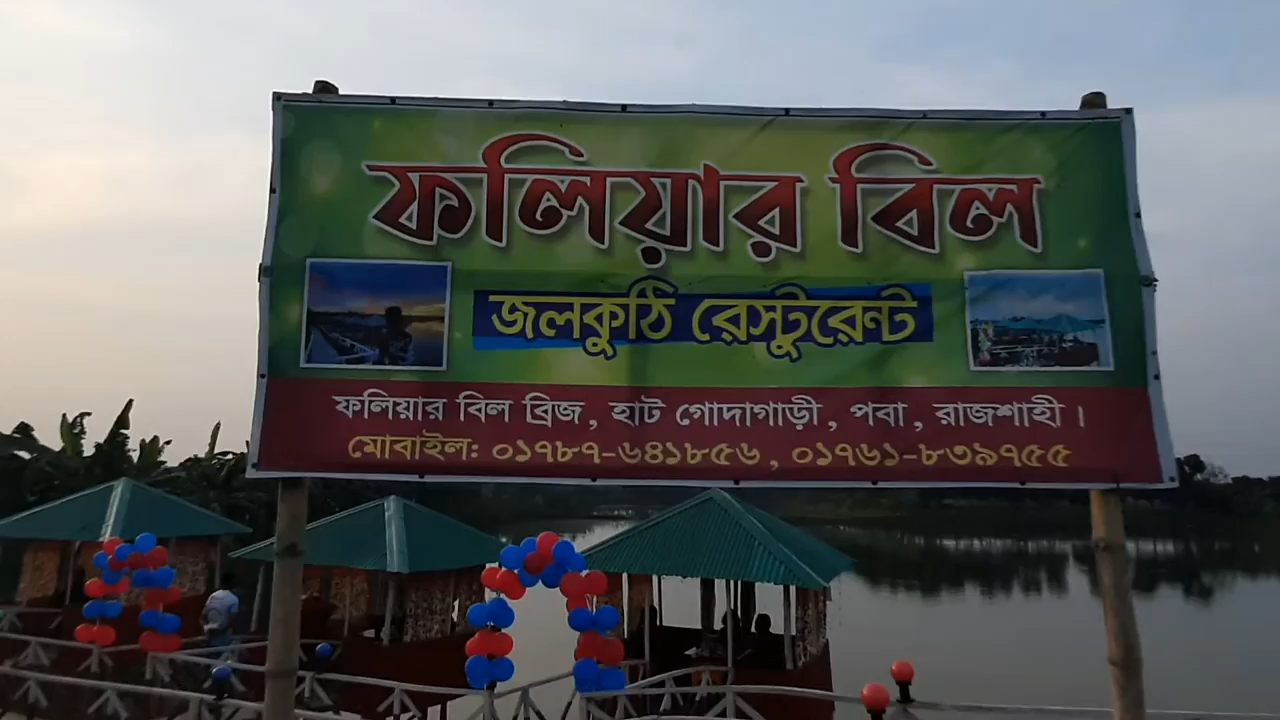 ফলিয়ার বিল
জলকুঠি রেস্টুরেন্ট
ফলিয়ার বিল ব্রিজ, হাট গোদাগাড়ী, পবা, রাজশাহী।
মোবাইল: ০১৭৮৭-৬৪১৮৫৬, ০১৭৬১-৮৩৯৭৫৫